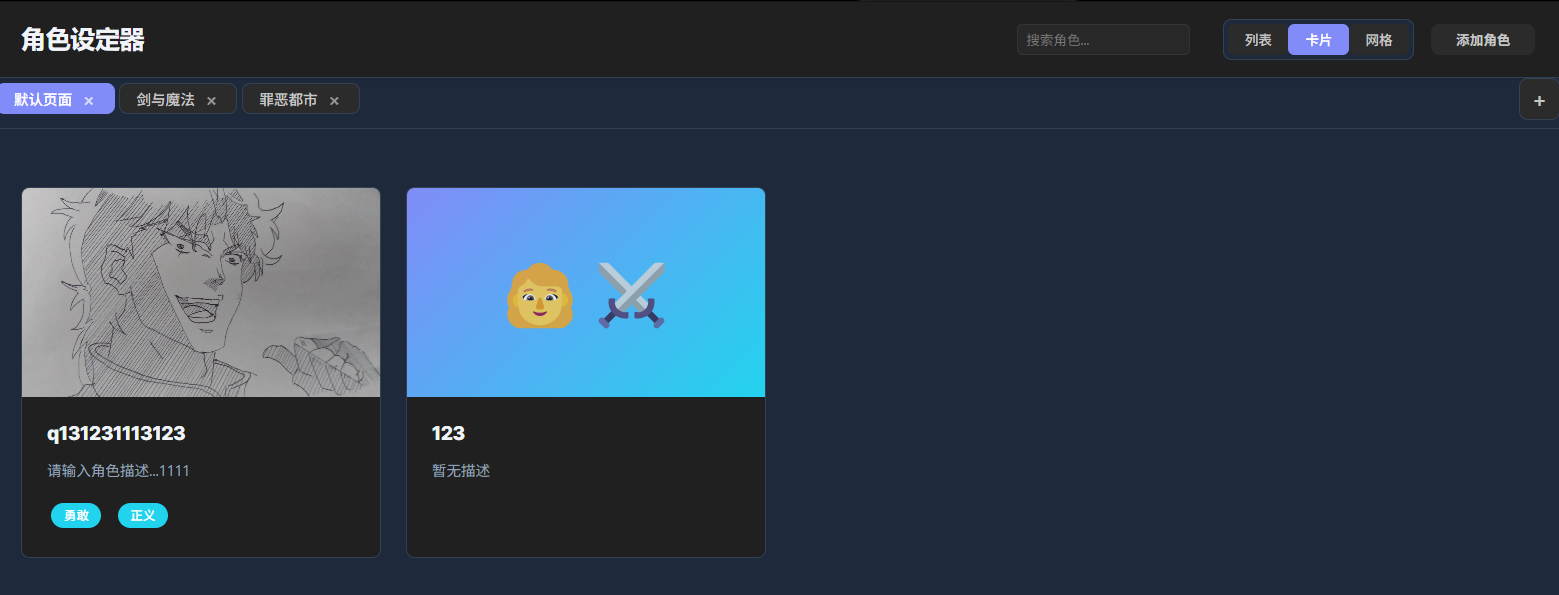 角色设定器
搜索角色...
列表 卡片 网格
添加角色
默认页面 ×
剑与魔法 ×
罪恶都市 ×
+
q131231113123
请输入角色描述...1111
勇敢 正义
123
暂无描述